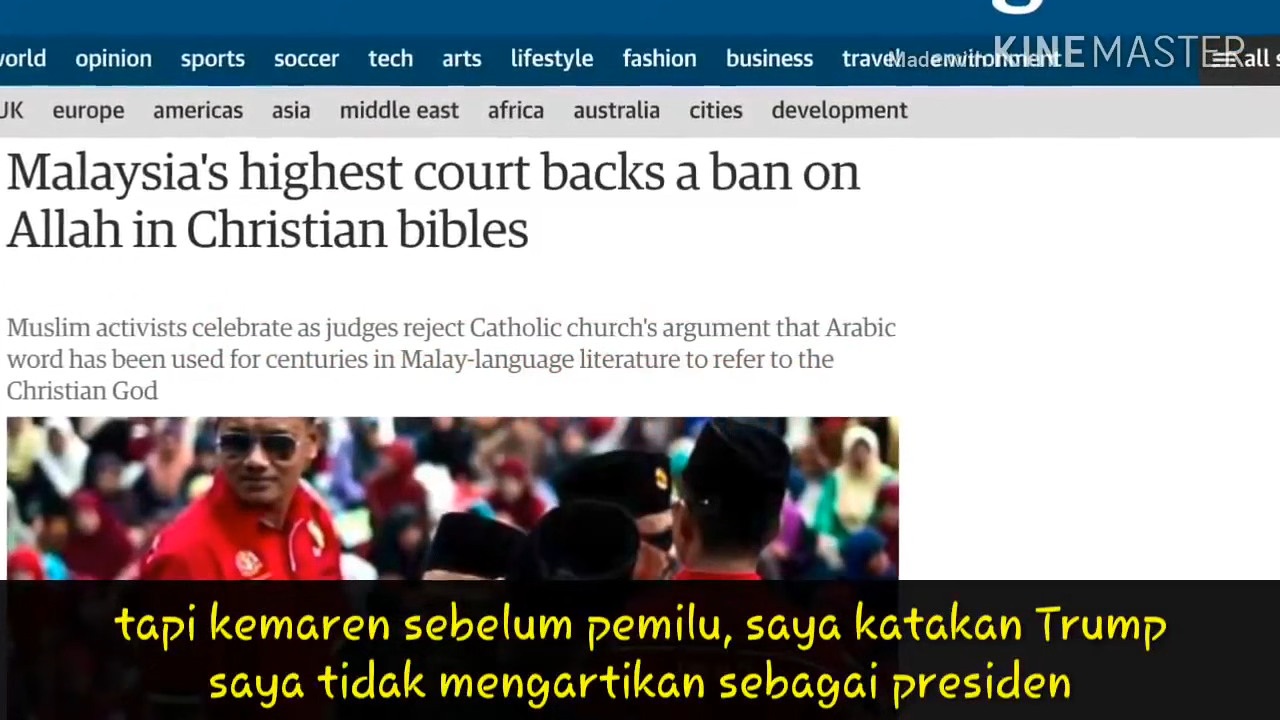 opinion sports soccer tech arts lifestyle fashion business travel environment all
Made with KINEMASTER
UK europe americas asia middle east africa australia cities development
Malaysia's highest court backs a ban on
Allah in Christian bibles
Muslim activists celebrate as judges reject Catholic church's argument that Arabic
word has been used for centuries in Malay-language literature to refer to the
Christian God
tapi kemaren sebelum pemilu, saya katakan Trump
saya tidak mengartikan sebagai presiden